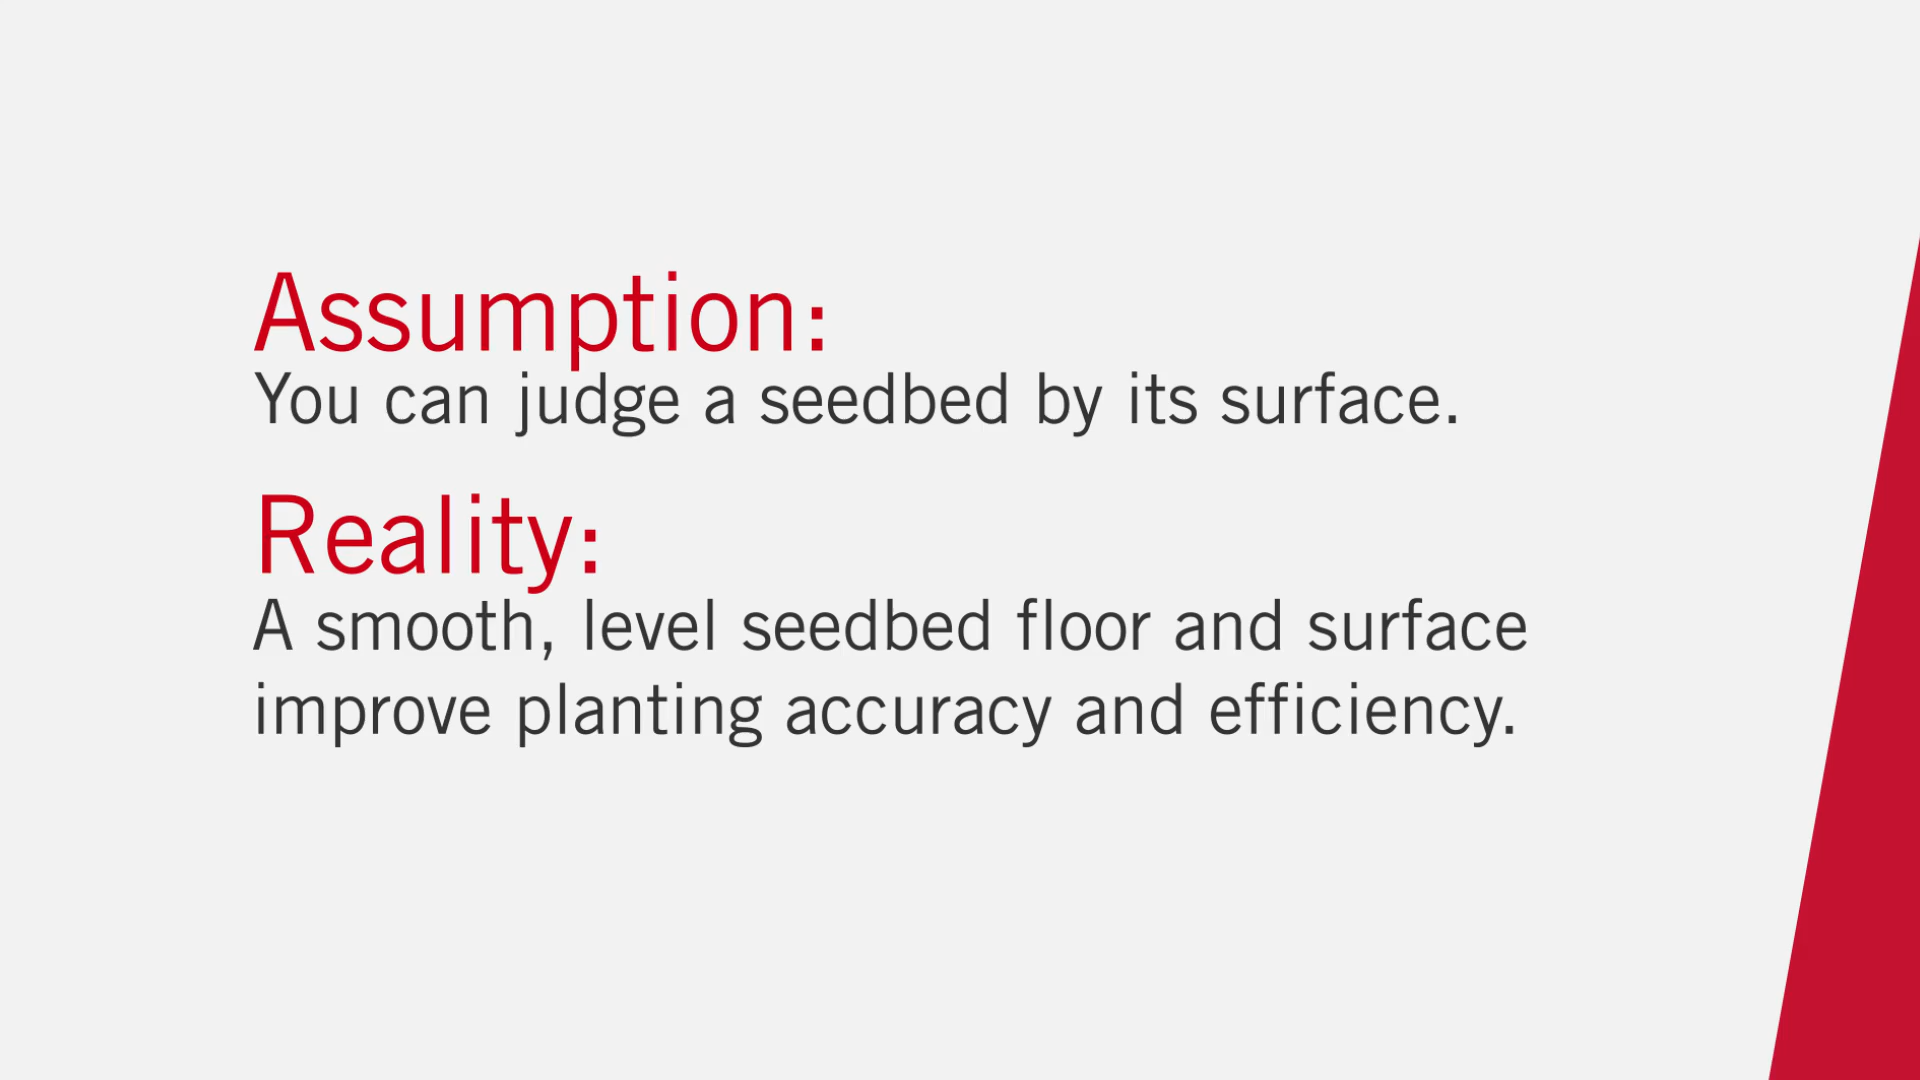 Assumption:
You can judge a seedbed by its surface.
Reality:
A smooth, level seedbed floor and surface
improve planting accuracy and efficiency.